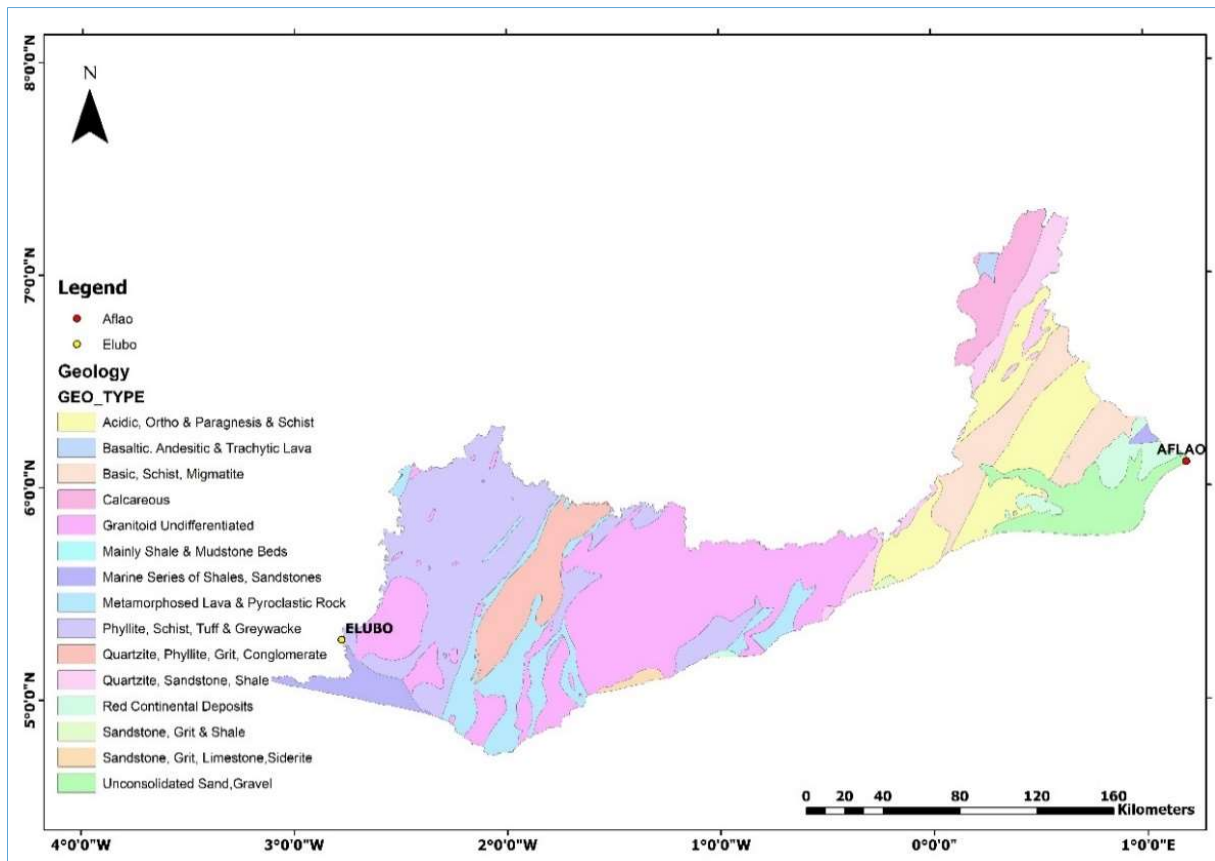 N
8°0'0"N
7°0'0"N
6°0'0"N
5°0'0"N
Legend
Aflao
Elubo
Geology
GEO_TYPE
Acidic, Ortho & Paragnesis & Schist
Basaltic. Andesitic & Trachytic Lava
Basic, Schist, Migmatite
Calcareous
Granitoid Undifferentiated
Mainly Shale & Mudstone Beds
Marine Series of Shales, Sandstones
Metamorphosed Lava & Pyroclastic Rock
Phyllite, Schist, Tuff & Greywacke
Quartzite, Phyllite, Grit, Conglomerate
Quartzite, Sandstone, Shale
Red Continental Deposits
Sandstone, Grit & Shale
Sandstone, Grit, Limestone,Siderite
Unconsolidated Sand,Gravel
AFLAO
ELUBO
0 20 40 80 120 160
Kilometers
4°0'0"W 3°0'0"W 2°0'0"W 1°0'0"W 0°0'0" 1°0'0"E